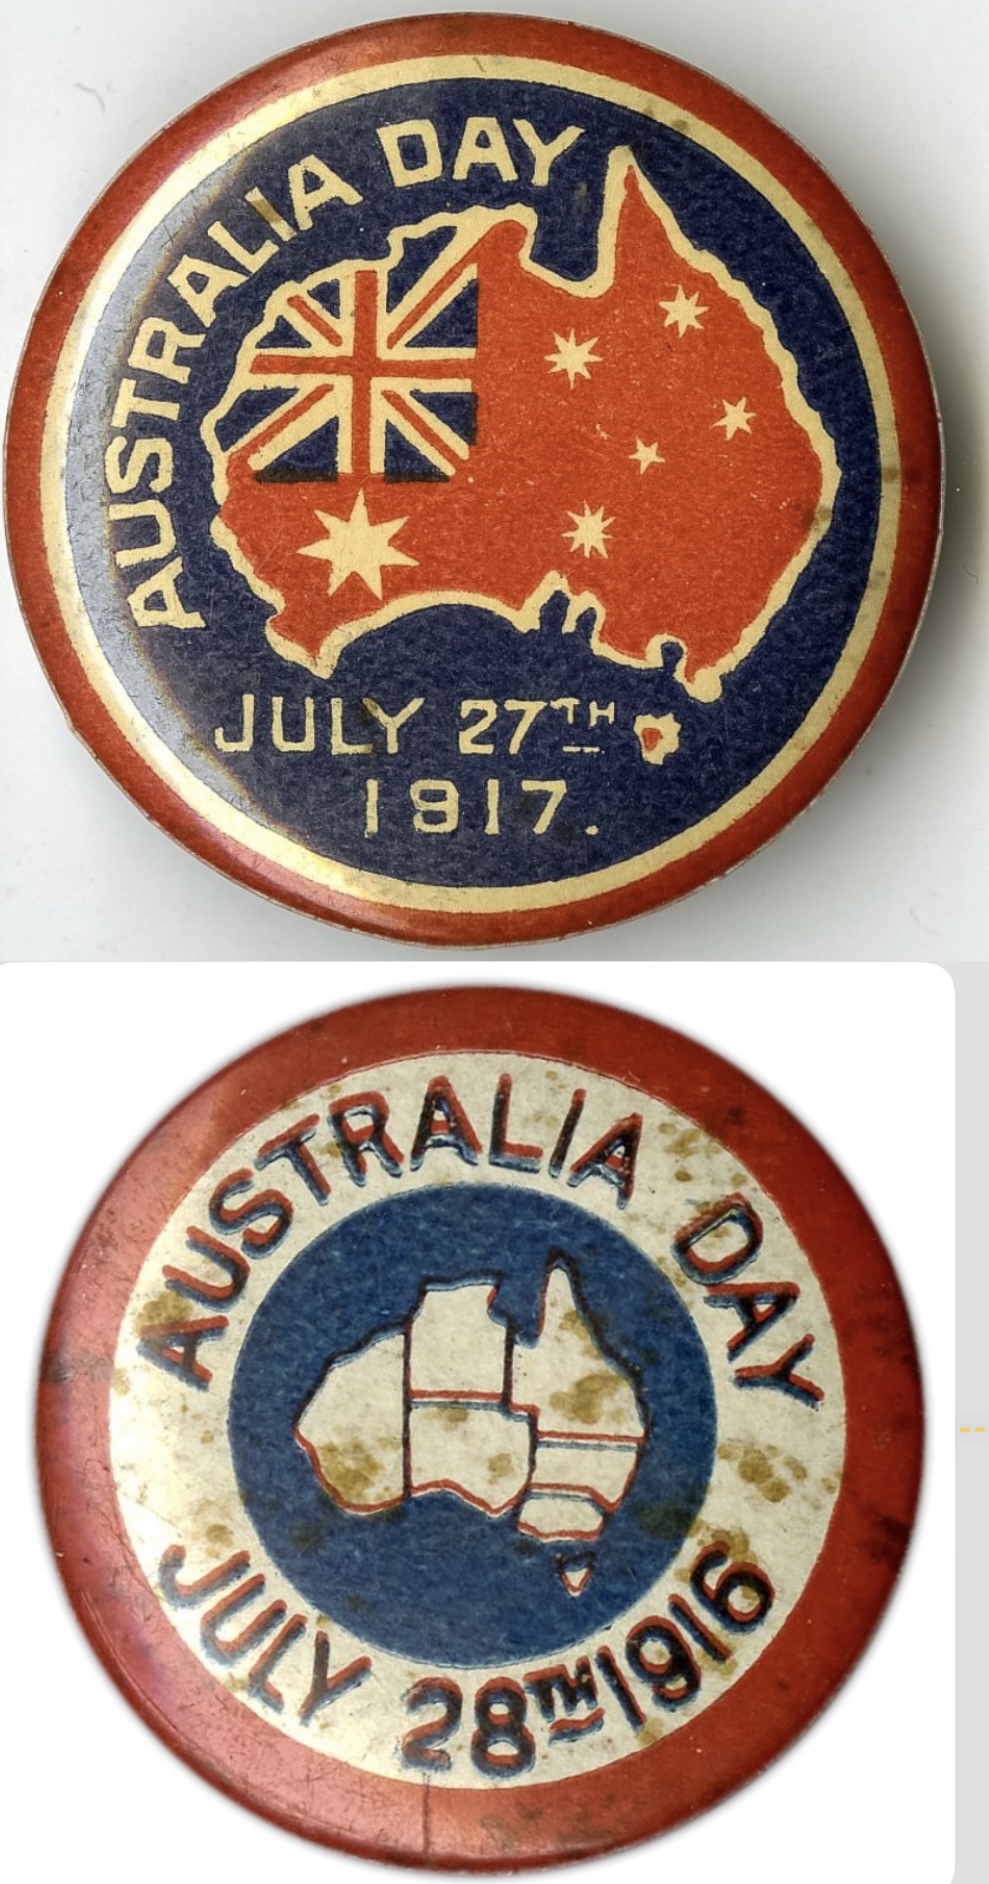 AUSTRALIA DAY
JULY 27TH
1917.
AUSTRALIA DAY
JULY 28TH 1916